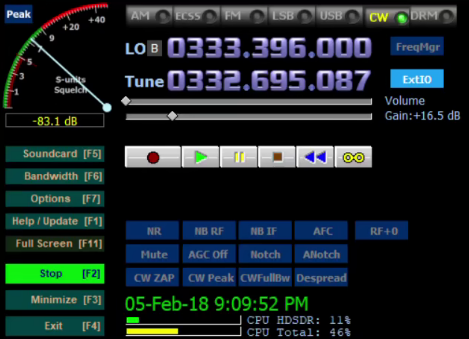 Peak
1 3 5 7 9 +20 +40
S-units
Squelch
-83.1 dB
AM ECSS FM LSB USB CW DRM
LO B 0333.396.000
FreqMgr
Tune 0332.695.087
ExtIO
Volume
Gain:+16.5 dB
Soundcard [F5]
Bandwidth [F6]
Options [F7]
Help / Update [F1]
Full Screen [F11]
Stop [F2]
Minimize [F3]
Exit [F4]
NR NB RF NB IF AFC RF+0
Mute AGC Off Notch ANotch
CW ZAP CW Peak CWFullBw Despread
05-Feb-18 9:09:52 PM
CPU HDSDR: 11%
CPU Total: 46%